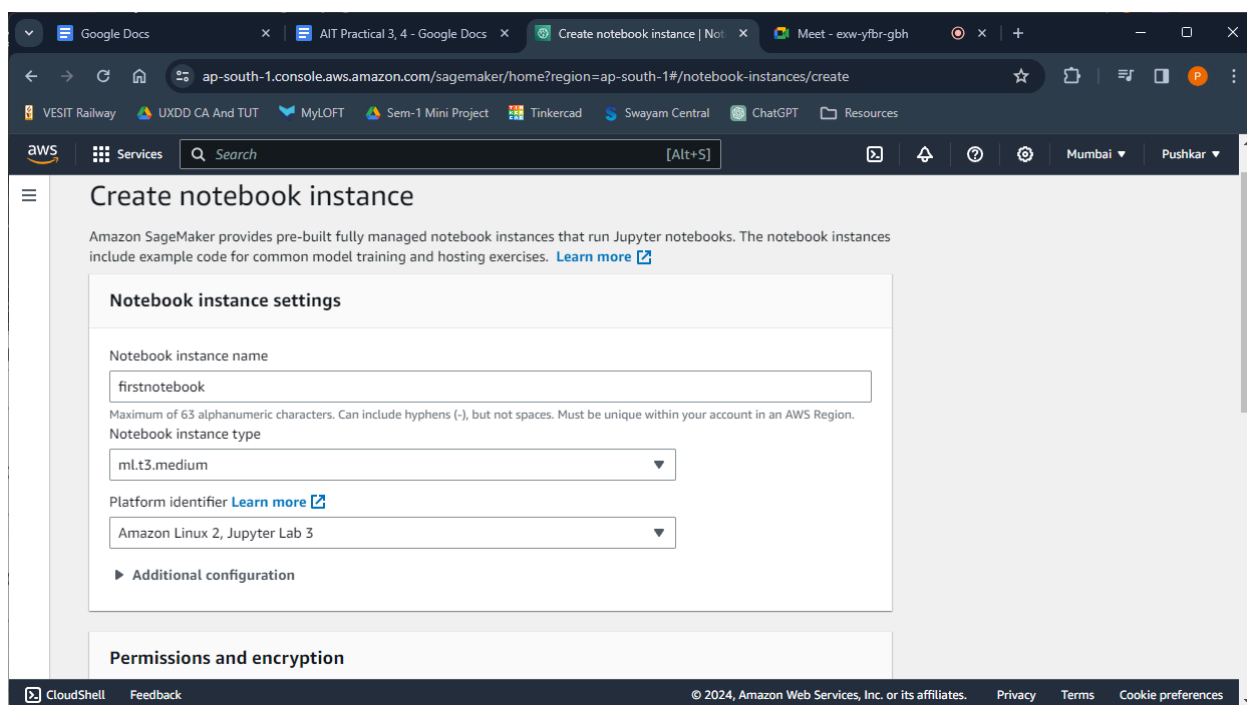 Google Docs
AIT Practical 3, 4 - Google Docs
Create notebook instance | Not
Meet - exw-yfbr-gbh
ap-south-1.console.aws.amazon.com/sagemaker/home?region=ap-south-1#/notebook-instances/create
P
VESIT Railway
UXDD CA And TUT
MyLOFT
Sem-1 Mini Project
Tinkercad
Swayam Central
ChatGPT
Resources
aws
Services
Search
[Alt+S]
Mumbai
Pushkar
Create notebook instance
Amazon SageMaker provides pre-built fully managed notebook instances that run Jupyter notebooks. The notebook instances
include example code for common model training and hosting exercises. Learn more
Notebook instance settings
Notebook instance name
firstnotebook
Maximum of 63 alphanumeric characters. Can include hyphens (-), but not spaces. Must be unique within your account in an AWS Region.
Notebook instance type
ml.t3.medium
Platform identifier Learn more
Amazon Linux 2, Jupyter Lab 3
Additional configuration
Permissions and encryption
CloudShell
Feedback
© 2024, Amazon Web Services, Inc. or its affiliates.
Privacy
Terms
Cookie preferences